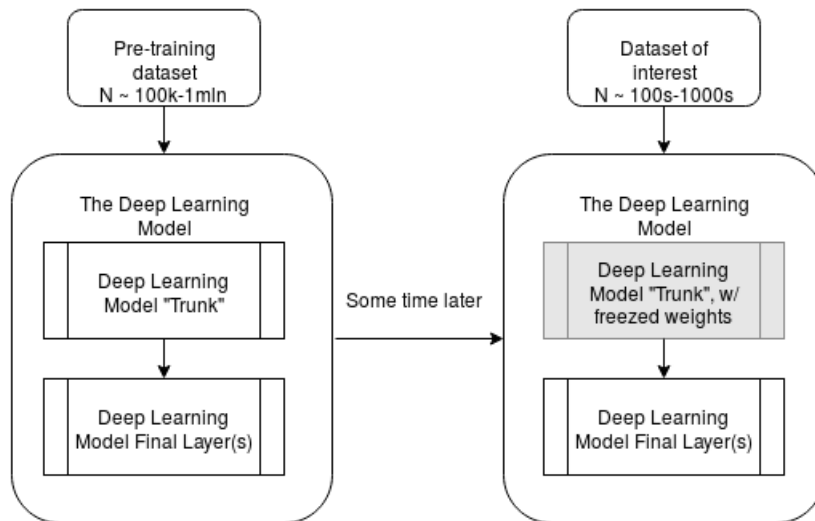 Pre-training
dataset
N ~ 100k-1mln
The Deep Learning
Model
Deep Learning
Model "Trunk"
Deep Learning
Model Final Layer(s)
Some time later
Dataset of
interest
N ~ 100s-1000s
The Deep Learning
Model
Deep Learning
Model "Trunk", w/
freezed weights
Deep Learning
Model Final Layer(s)